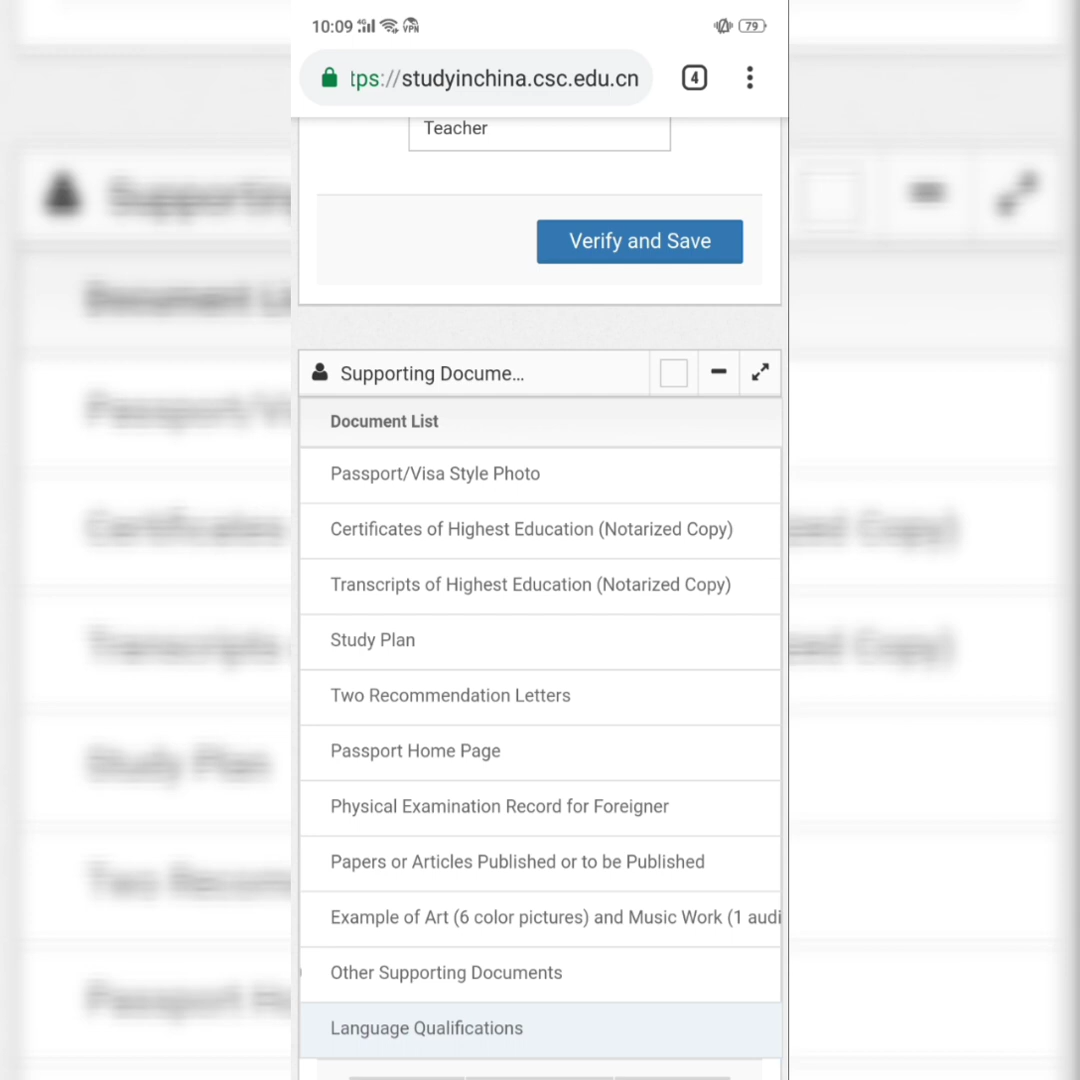 10:09 4G VPN 79
tps://studyinchina.csc.edu.cn 4
Teacher
Verify and Save
Supporting Docume...
Document List
Passport/Visa Style Photo
Certificates of Highest Education (Notarized Copy)
Transcripts of Highest Education (Notarized Copy)
Study Plan
Two Recommendation Letters
Passport Home Page
Physical Examination Record for Foreigner
Papers or Articles Published or to be Published
Example of Art (6 color pictures) and Music Work (1 audi
Other Supporting Documents
Language Qualifications